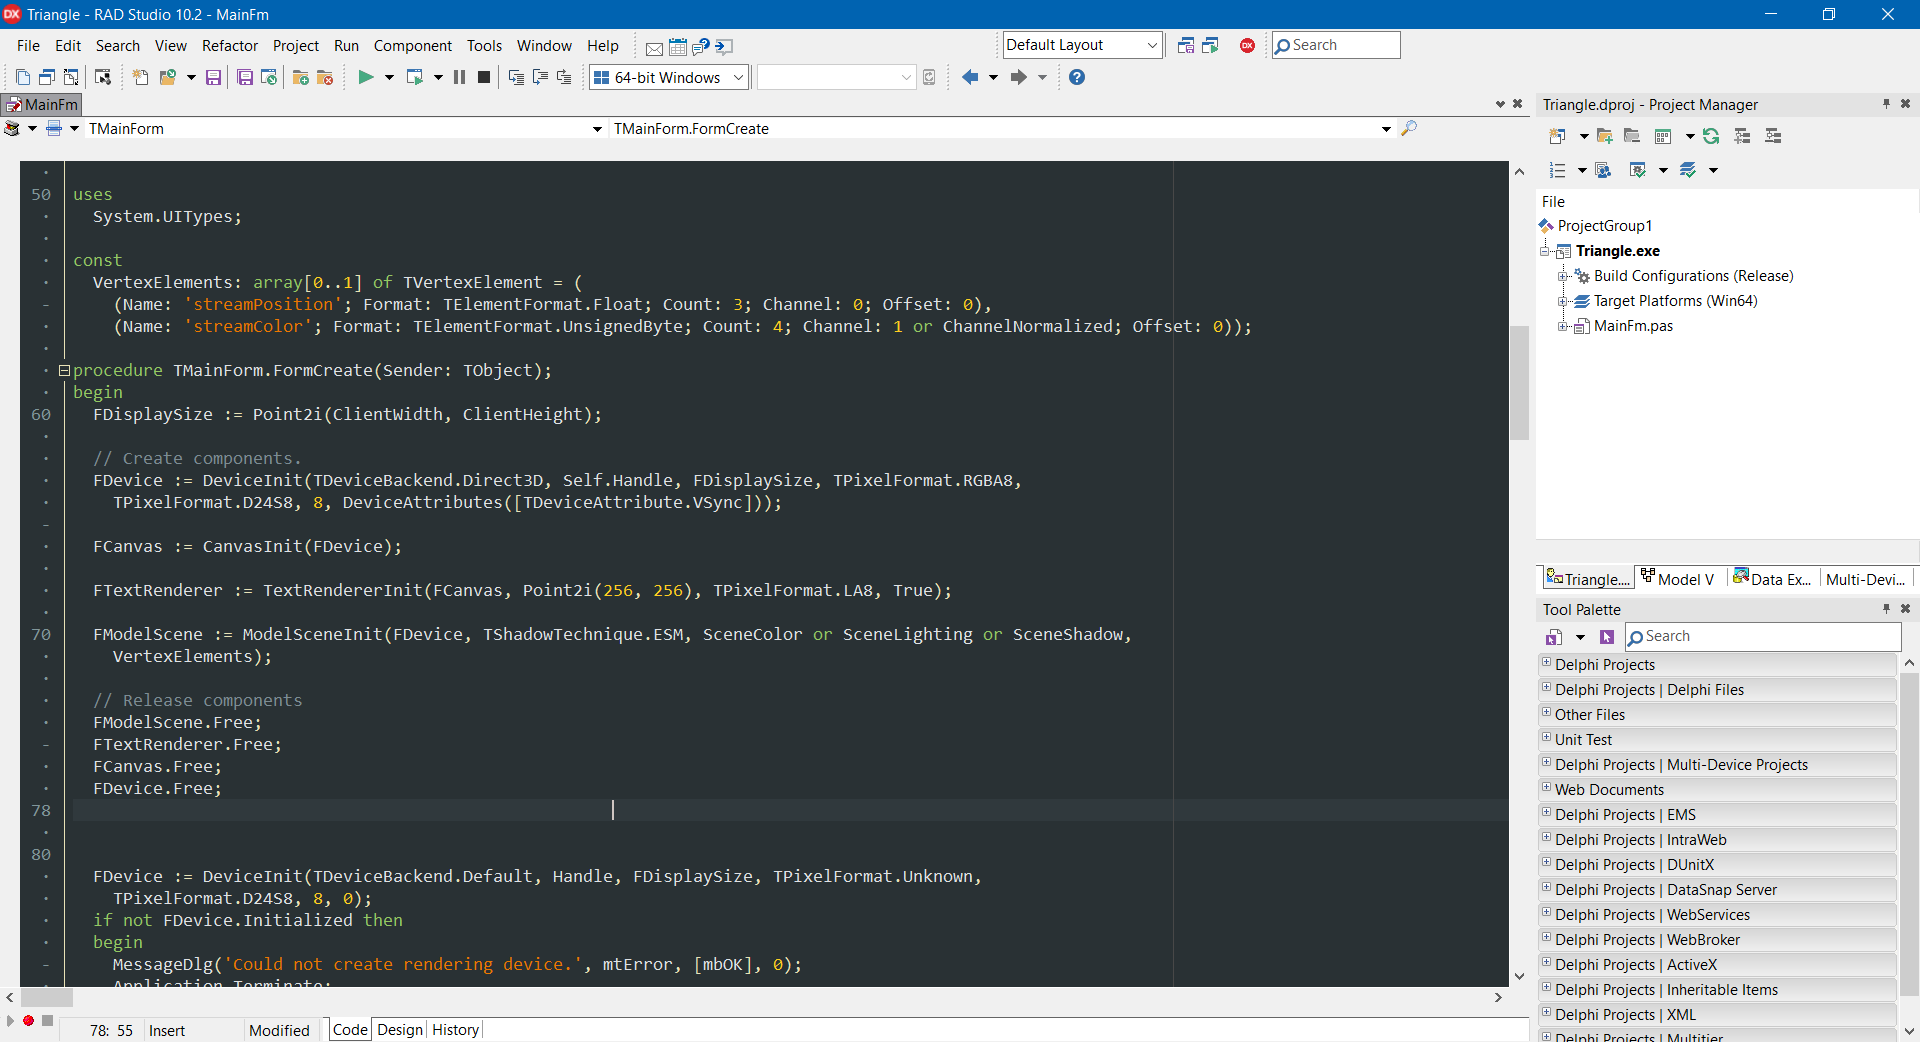 Triangle - RAD Studio 10.2 - MainFm
File Edit Search View Refactor Project Run Component Tools Window Help
Default Layout
DX
Search
64-bit Windows
MainFm
TMainForm
TMainForm.FormCreate
50 uses
System.UITypes;
const
VertexElements: array[0..1] of TVertexElement = (
(Name: 'streamPosition'; Format: TElementFormat.Float; Count: 3; Channel: 0; Offset: 0),
(Name: 'streamColor'; Format: TElementFormat.UnsignedByte; Count: 4; Channel: 1 or ChannelNormalized; Offset: 0));
procedure TMainForm.FormCreate(Sender: TObject);
begin
60 FDisplaySize := Point2i(ClientWidth, ClientHeight);
// Create components.
FDevice := DeviceInit(TDeviceBackend.Direct3D, Self.Handle, FDisplaySize, TPixelFormat.RGBA8,
TPixelFormat.D24S8, 8, DeviceAttributes([TDeviceAttribute.VSync]));
FCanvas := CanvasInit(FDevice);
FTextRenderer := TextRendererInit(FCanvas, Point2i(256, 256), TPixelFormat.LA8, True);
70 FModelScene := ModelSceneInit(FDevice, TShadowTechnique.ESM, SceneColor or SceneLighting or SceneShadow,
VertexElements);
// Release components
FModelScene.Free;
FTextRenderer.Free;
FCanvas.Free;
FDevice.Free;
78
80
FDevice := DeviceInit(TDeviceBackend.Default, Handle, FDisplaySize, TPixelFormat.Unknown,
TPixelFormat.D24S8, 8, 0);
if not FDevice.Initialized then
begin
MessageDlg('Could not create rendering device.', mtError, [mbOK], 0);
Application.Terminate;
78: 55 Insert Modified Code Design History
Triangle.dproj - Project Manager
File
ProjectGroup1
Triangle.exe
Build Configurations (Release)
Target Platforms (Win64)
MainFm.pas
Triangle.... Model V Data Ex... Multi-Devi...
Tool Palette
Search
Delphi Projects
Delphi Projects | Delphi Files
Other Files
Unit Test
Delphi Projects | Multi-Device Projects
Web Documents
Delphi Projects | EMS
Delphi Projects | IntraWeb
Delphi Projects | DUnitX
Delphi Projects | DataSnap Server
Delphi Projects | WebServices
Delphi Projects | WebBroker
Delphi Projects | ActiveX
Delphi Projects | Inheritable Items
Delphi Projects | XML
Delphi Projects | Multitier